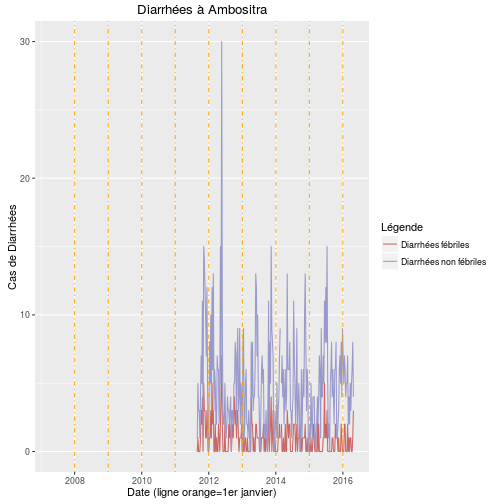 Diarrhées à Ambositra
30
20
10
0
Cas de Diarrhées
2008 2010 2012 2014 2016
Date (ligne orange=1er janvier)
Légende
Diarrhées fébriles
Diarrhées non fébriles